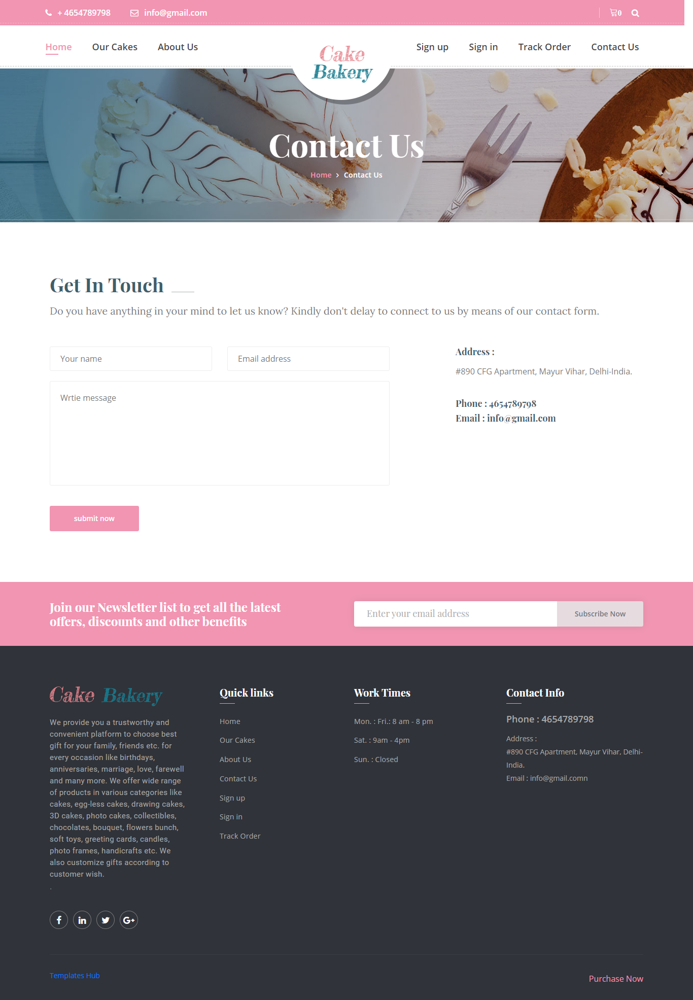 + 4654789798
info@gmail.com
0
Home
Our Cakes
About Us
Cake
Bakery
Sign up
Sign in
Track Order
Contact Us
Contact Us
Home > Contact Us
Get In Touch
Do you have anything in your mind to let us know? Kindly don't delay to connect to us by means of our contact form.
Your name
Email address
Wrtie message
submit now
Address :
#890 CFG Apartment, Mayur Vihar, Delhi-India.
Phone : 4654789798
Email : info@gmail.com
Join our Newsletter list to get all the latest
offers, discounts and other benefits
Enter your email address
Subscribe Now
Cake Bakery
We provide you a trustworthy and
convenient platform to choose best
gift for your family, friends etc. for
every occasion like birthdays,
anniversaries, marriage, love, farewell
and many more. We offer wide range
of products in various categories like
cakes, egg-less cakes, drawing cakes,
3D cakes, photo cakes, collectibles,
chocolates, bouquet, flowers bunch,
soft toys, greeting cards, candles,
photo frames, handicrafts etc. We
also customize gifts according to
customer wish.
.
Quick links
Home
Our Cakes
About Us
Contact Us
Sign up
Sign in
Track Order
Work Times
Mon. : Fri.: 8 am - 8 pm
Sat. : 9am - 4pm
Sun. : Closed
Contact Info
Phone : 4654789798
Address :
#890 CFG Apartment, Mayur Vihar, Delhi-
India.
Email : info@gmail.comn
Templates Hub
Purchase Now